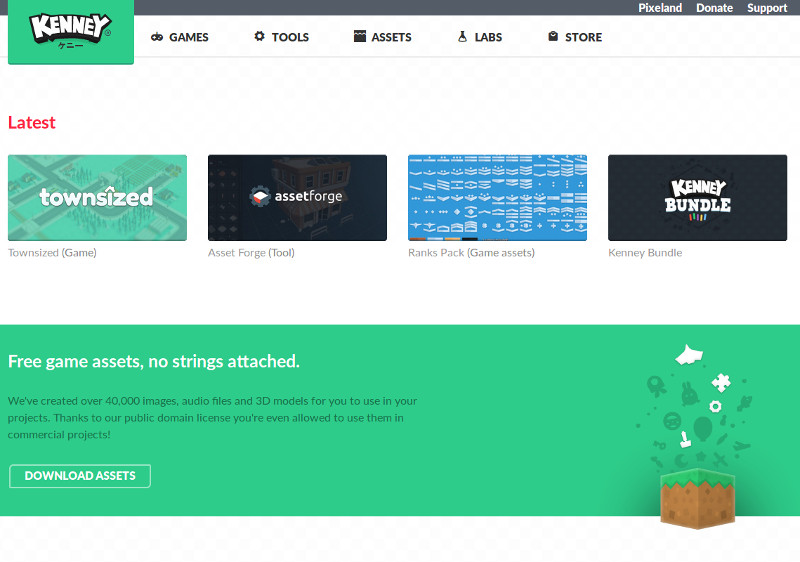 Pixeland Donate Support
KENNEY
ケニー
GAMES TOOLS ASSETS LABS STORE
Latest
townsized
assetforge
KENNEY
BUNDLE
Townsized (Game)
Asset Forge (Tool)
Ranks Pack (Game assets)
Kenney Bundle
Free game assets, no strings attached.
We've created over 40,000 images, audio files and 3D models for you to use in your
projects. Thanks to our public domain license you're even allowed to use them in
commercial projects!
DOWNLOAD ASSETS